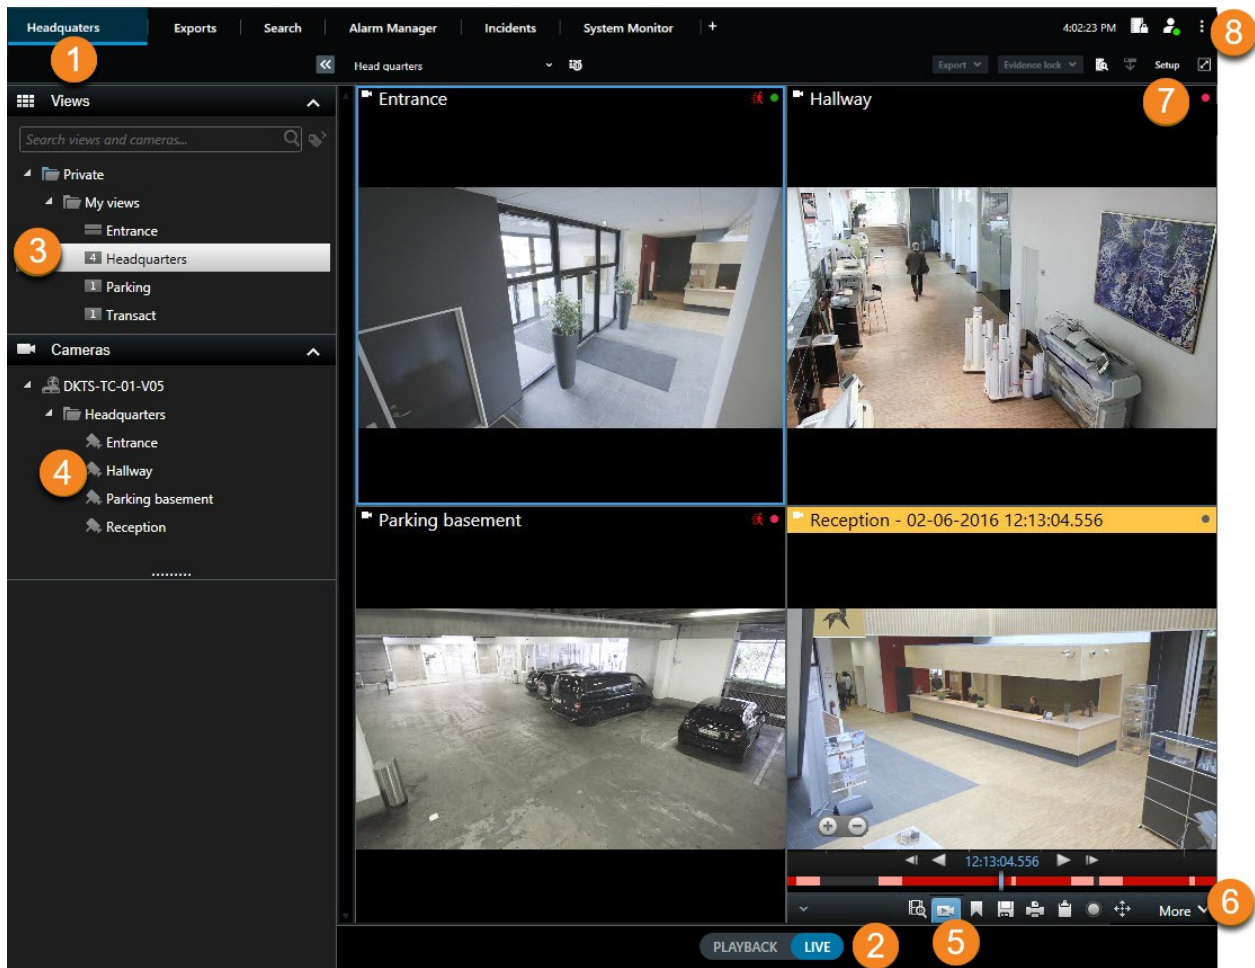 Headquaters Exports Search Alarm Manager Incidents System Monitor + 4:02:23 PM 8
1 Head quarters Export Evidence lock Setup
7
Views
Search views and cameras...
Private
My views
Entrance
3 4 Headquarters
1 Parking
1 Transact
Cameras
DKTS-TC-01-V05
Headquarters
Entrance
4 Hallway
Parking basement
Reception
Entrance
Hallway
Parking basement
Reception - 02-06-2016 12:13:04.556
12:13:04.556
More 6
5
PLAYBACK LIVE 2